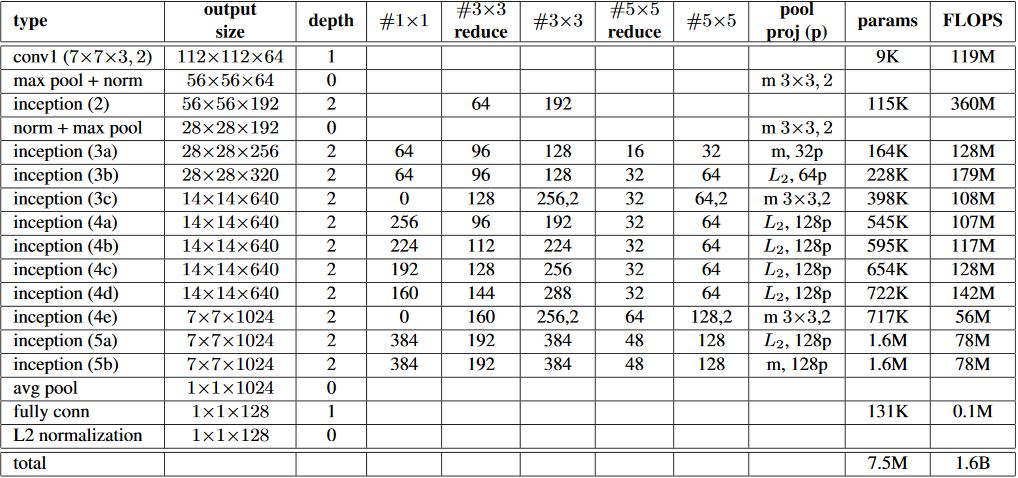 type output size depth #1×1 #3×3 reduce #3×3 #5×5 reduce #5×5 pool proj (p) params FLOPS
conv1 (7×7×3, 2) 112×112×64 1 9K 119M
max pool + norm 56×56×64 0 m 3×3, 2
inception (2) 56×56×192 2 64 192 115K 360M
norm + max pool 28×28×192 0 m 3×3, 2
inception (3a) 28×28×256 2 64 96 128 16 32 m, 32p 164K 128M
inception (3b) 28×28×320 2 64 96 128 32 64 L2, 64p 228K 179M
inception (3c) 14×14×640 2 0 128 256,2 32 64,2 m 3×3,2 398K 108M
inception (4a) 14×14×640 2 256 96 192 32 64 L2, 128p 545K 107M
inception (4b) 14×14×640 2 224 112 224 32 64 L2, 128p 595K 117M
inception (4c) 14×14×640 2 192 128 256 32 64 L2, 128p 654K 128M
inception (4d) 14×14×640 2 160 144 288 32 64 L2, 128p 722K 142M
inception (4e) 7×7×1024 2 0 160 256,2 64 128,2 m 3×3,2 717K 56M
inception (5a) 7×7×1024 2 384 192 384 48 128 L2, 128p 1.6M 78M
inception (5b) 7×7×1024 2 384 192 384 48 128 m, 128p 1.6M 78M
avg pool 1×1×1024 0
fully conn 1×1×128 1 131K 0.1M
L2 normalization 1×1×128 0
total 7.5M 1.6B